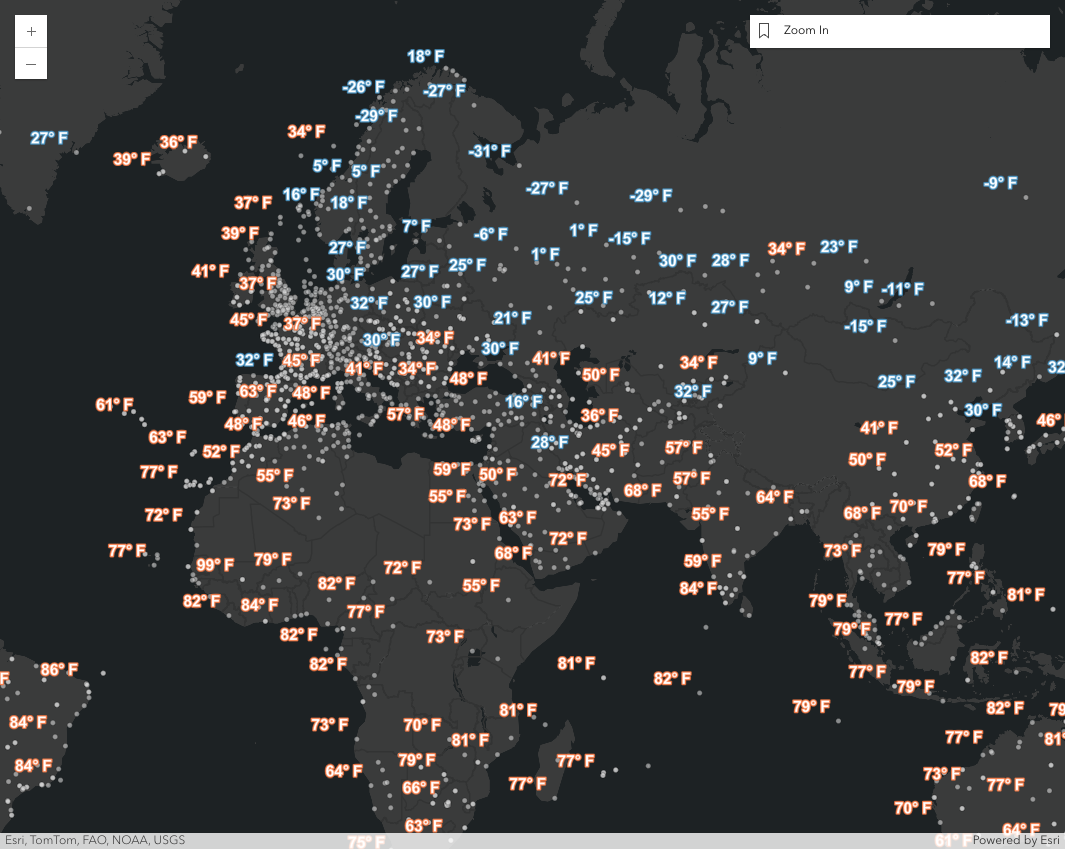 +
Zoom In
−
18° F
-26° F
-27° F
-29° F
34° F
27° F
36° F
39° F
-31° F
5° F
5° F
-27° F
-29° F
-9° F
16° F
37° F
18° F
7° F
39° F
-6° F
1° F
-15° F
27° F
34° F
23° F
1° F
30° F
28° F
41° F
30° F
27° F
25° F
37° F
9° F
-11° F
32° F
30° F
25° F
12° F
27° F
45° F
37° F
21° F
-15° F
-13° F
30° F
34° F
30° F
32° F
45° F
41° F
34° F
9° F
14° F
41° F
34° F
48° F
50° F
32° F
25° F
32
59° F
63° F
48° F
32° F
61° F
16° F
30° F
57° F
36° F
48° F
46° F
48° F
41° F
46°
63° F
28° F
52° F
45° F
57° F
50° F
52° F
77° F
55° F
59° F
50° F
72° F
57° F
68° F
73° F
55° F
68° F
64° F
72° F
73° F
63° F
55° F
68° F
70° F
77° F
79° F
99° F
72° F
68° F
72° F
59° F
73° F
79° F
82° F
55° F
84° F
77° F
82° F
84° F
77° F
79° F
81° F
82° F
73° F
79° F
77° F
82° F
81° F
82° F
F
86° F
82° F
77° F
79° F
84° F
73° F
70° F
81° F
79° F
82° F
79
81° F
77° F
81°
84° F
64° F
79° F
77° F
73° F
66° F
77° F
77° F
63° F
70° F
64° F
75° F
61° F
Esri, TomTom, FAO, NOAA, USGS
Powered by Esri